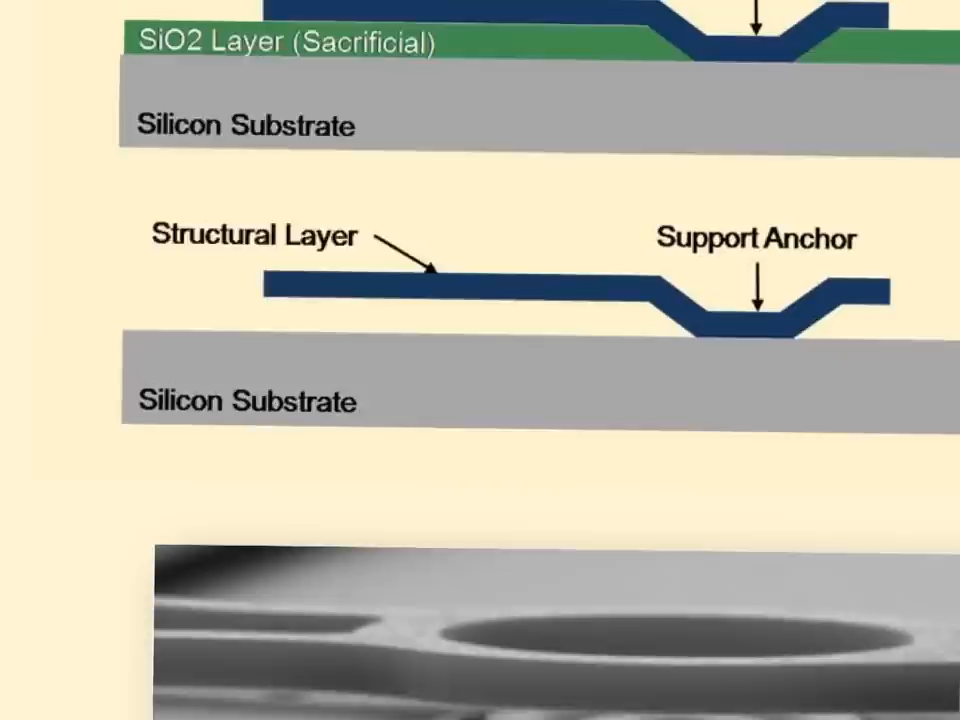 SiO2 Layer (Sacrificial)
Silicon Substrate
Structural Layer
Support Anchor
Silicon Substrate